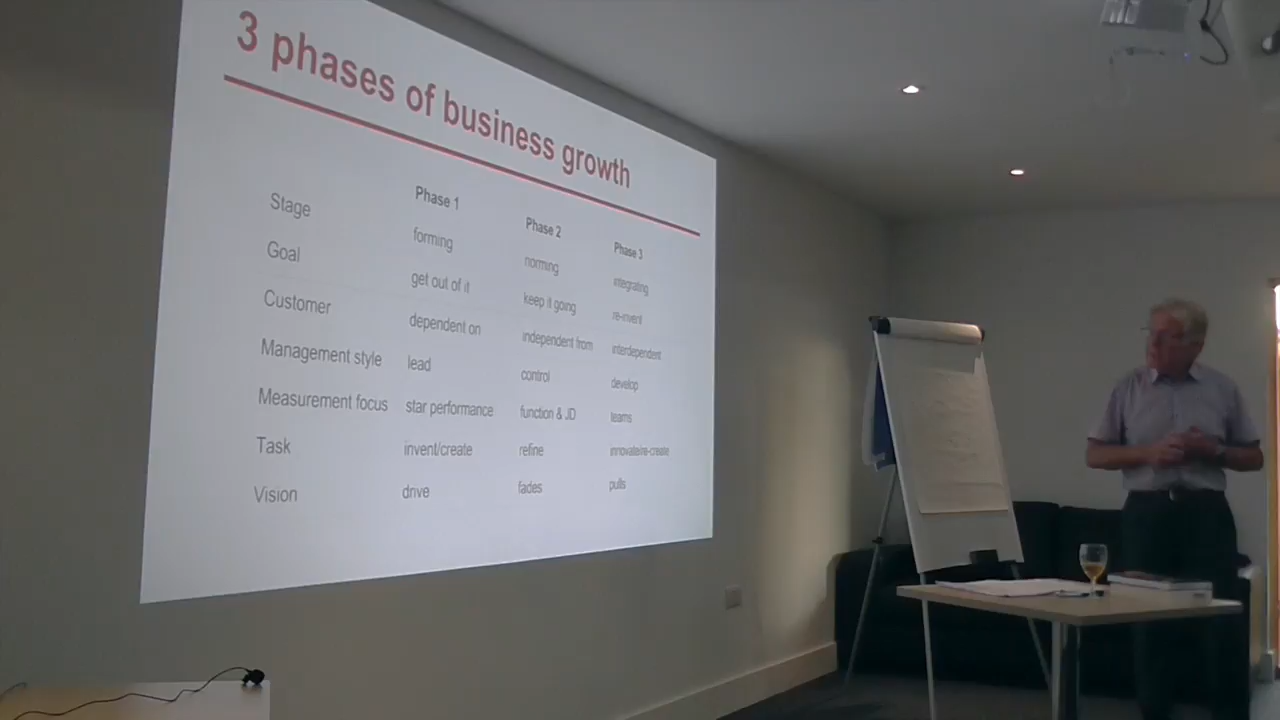 3 phases of business growth
Stage Phase 1 Phase 2 Phase 3
Goal forming norming integrating
Customer get out of it keep it going re-invent
Management style dependent on independent from interdependent
Measurement focus lead control develop
Task star performance function & JD teams
Vision invent/create refine innovate/re-create
drive fades pulls